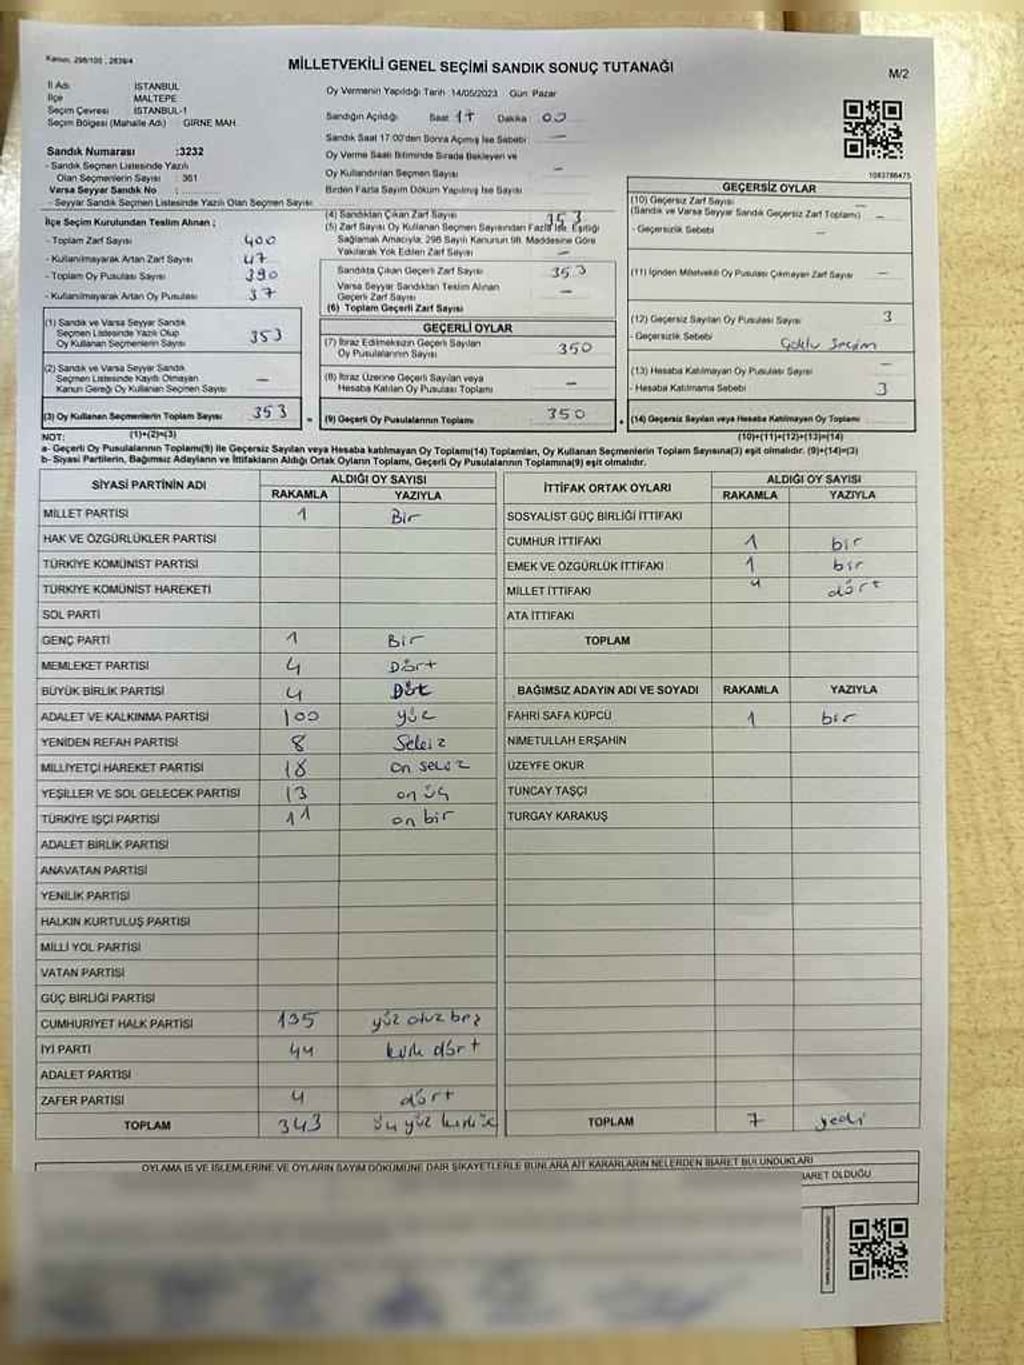 Kanun: 298/105 , 2839/4
MİLLETVEKİLİ GENEL SEÇİMİ SANDIK SONUÇ TUTANAĞI
M/2
İl Adı : İSTANBUL
İlçe MALTEPE
Seçim Çevresi İSTANBUL-1
Seçim Bölgesi (Mahalle Adı) GİRNE MAH.
Oy Vermenin Yapıldığı Tarih :14/05/2023 Gün: Pazar
Sandığın Açıldığı Saat 17 Dakika : 00
Sandık Saat 17:00'den Sonra Açılmış İse Sebebi: —
Oy Verme Saati Bitiminde Sırada Bekleyen ve
Oy Kullandırılan Seçmen Sayısı —
Birden Fazla Sayım Döküm Yapılmış İse Sayısı
Sandık Numarası :3232
- Sandık Seçmen Listesinde Yazılı
Olan Seçmenlerin Sayısı : 361
Varsa Seyyar Sandık No :
- Seyyar Sandık Seçmen Listesinde Yazılı Olan Seçmen Sayısı
1083786475
İlçe Seçim Kurulundan Teslim Alınan ;
- Toplam Zarf Sayısı 400
- Kullanılmayarak Artan Zarf Sayısı 47
- Toplam Oy Pusulası Sayısı 390
- Kullanılmayarak Artan Oy Pusulası 37
(4) Sandıktan Çıkan Zarf Sayısı 353
(5) Zarf Sayısı Oy Kullanan Seçmen Sayısından Fazla İse, Eşitliği
Sağlamak Amacıyla, 298 Sayılı Kanunun 98. Maddesine Göre
Yakılarak Yok Edilen Zarf Sayısı —
Sandıkta Çıkan Geçerli Zarf Sayısı 353
Varsa Seyyar Sandıktan Teslim Alınan
Geçerli Zarf Sayısı —
(6) Toplam Geçerli Zarf Sayısı
GEÇERSİZ OYLAR
(10) Geçersiz Zarf Sayısı —
(Sandık ve Varsa Seyyar Sandık Geçersiz Zarf Toplamı) —
- Geçersizlik Sebebi —
(11) İçinden Milletvekili Oy Pusulası Çıkmayan Zarf Sayısı —
(12) Geçersiz Sayılan Oy Pusulası Sayısı 3
- Geçersizlik Sebebi Çoklu Seçim
(13) Hesaba Katılmayan Oy Pusulası Sayısı —
- Hesaba Katılmama Sebebi 3
(14) Geçersiz Sayılan veya Hesaba Katılmayan Oy Toplamı
(10)+(11)+(12)+(13)=(14)
(1) Sandık ve Varsa Seyyar Sandık
Seçmen Listesinde Yazılı Olup
Oy Kullanan Seçmenlerin Sayısı 353
(2) Sandık ve Varsa Seyyar Sandık
Seçmen Listesinde Kayıtlı Olmayan
Kanun Gereği Oy Kullanan Seçmen Sayısı —
(3) Oy Kullanan Seçmenlerin Toplam Sayısı 353
(1)+(2)=(3)
GEÇERLİ OYLAR
(7) İtiraz Edilmeksizin Geçerli Sayılan
Oy Pusulalarının Sayısı 350
(8) İtiraz Üzerine Geçerli Sayılan veya
Hesaba Katılan Oy Pusulası Toplamı —
(9) Geçerli Oy Pusulalarının Toplamı 350
NOT:
a- Geçerli Oy Pusulalarının Toplamı(9) ile Geçersiz Sayılan veya Hesaba katılmayan Oy Toplamı(14) Toplamları, Oy Kullanan Seçmenlerin Toplam Sayısına(3) eşit olmalıdır. (9)+(14)=(3)
b- Siyasi Partilerin, Bağımsız Adayların ve İttifakların Aldığı Ortak Oyların Toplamı, Geçerli Oy Pusulalarının Toplamına(9) eşit olmalıdır.
SİYASİ PARTİNİN ADI ALDIĞI OY SAYISI
RAKAMLA YAZIYLA
MİLLET PARTİSİ 1 Bir
HAK VE ÖZGÜRLÜKLER PARTİSİ
TÜRKİYE KOMÜNİST PARTİSİ
TÜRKİYE KOMÜNİST HAREKETİ
SOL PARTİ
GENÇ PARTİ 1 Bir
MEMLEKET PARTİSİ 4 Dört
BÜYÜK BİRLİK PARTİSİ 4 Döt
ADALET VE KALKINMA PARTİSİ 100 yüz
YENİDEN REFAH PARTİSİ 8 Sekiz
MİLLİYETÇİ HAREKET PARTİSİ 18 on sekiz
YEŞİLLER VE SOL GELECEK PARTİSİ 13 on üç
TÜRKİYE İŞÇİ PARTİSİ 11 on bir
ADALET BİRLİK PARTİSİ
ANAVATAN PARTİSİ
YENİLİK PARTİSİ
HALKIN KURTULUŞ PARTİSİ
MİLLİ YOL PARTİSİ
VATAN PARTİSİ
GÜÇ BİRLİĞİ PARTİSİ
CUMHURİYET HALK PARTİSİ 135 yüz otuz beş
İYİ PARTİ 44 kırk dört
ADALET PARTİSİ
ZAFER PARTİSİ 4 dört
TOPLAM 343 üç yüz kırk üç
İTTİFAK ORTAK OYLARI ALDIĞI OY SAYISI
RAKAMLA YAZIYLA
SOSYALİST GÜÇ BİRLİĞİ İTTİFAKI
CUMHUR İTTİFAKI 1 bir
EMEK VE ÖZGÜRLÜK İTTİFAKI 1 bir
MİLLET İTTİFAKI 4 dört
ATA İTTİFAKI
TOPLAM
BAĞIMSIZ ADAYIN ADI VE SOYADI RAKAMLA YAZIYLA
FAHRİ SAFA KÜPCÜ 1 bir
NİMETULLAH ERŞAHİN
ÜZEYFE OKUR
TUNCAY TAŞÇI
TURGAY KARAKUŞ
TOPLAM 7 yedi
OYLAMA İŞ VE İŞLEMLERİNE VE OYLARIN SAYIM DÖKÜMÜNE DAİR ŞİKAYETLERLE BUNLARA AİT KARARLARIN NELERDEN İBARET BULUNDUKLARI
İBARET OLDUĞU